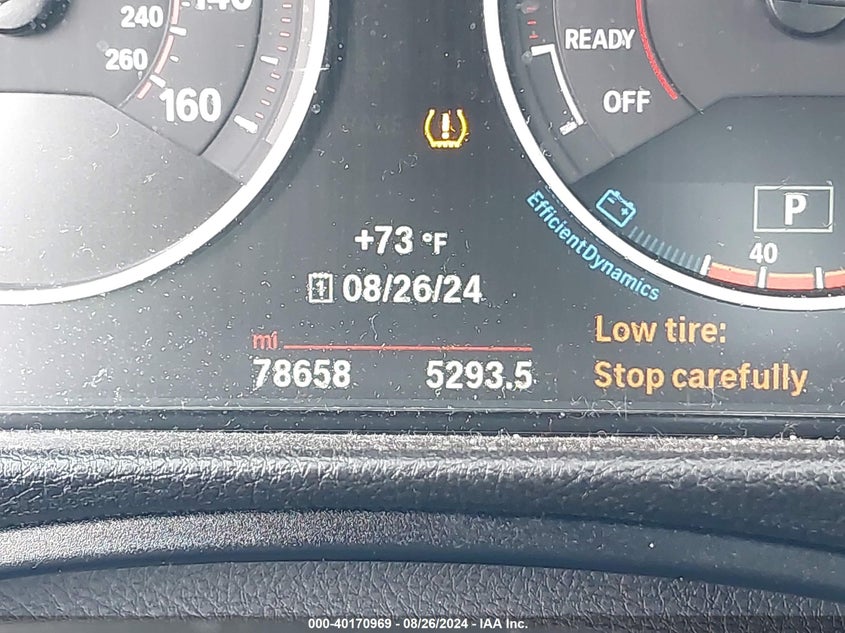 240
140
260
160
READY
OFF
P
40
EfficientDynamics
+73 °F
08/26/24
mi
78658 5293.5
Low tire:
Stop carefully
000-40170969 - 08/26/2024 - IAA Inc.